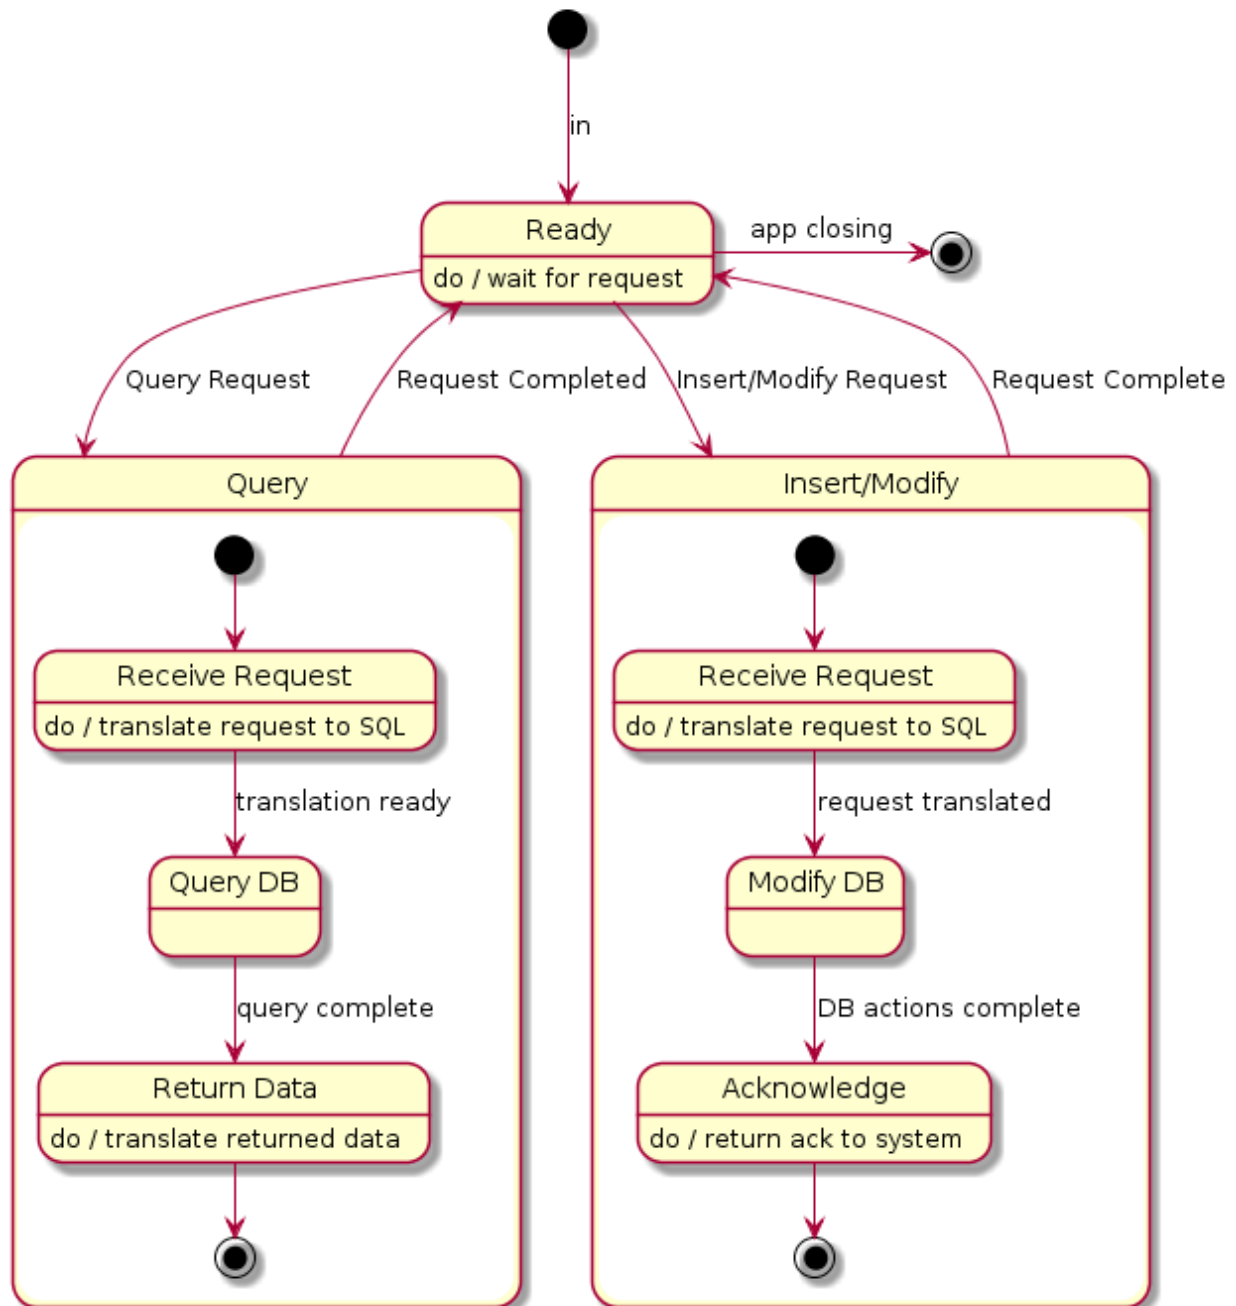 in
Ready
do / wait for request
app closing
Query Request
Request Completed
Insert/Modify Request
Request Complete
Query
Receive Request
do / translate request to SQL
translation ready
Query DB
query complete
Return Data
do / translate returned data
Insert/Modify
Receive Request
do / translate request to SQL
request translated
Modify DB
DB actions complete
Acknowledge
do / return ack to system